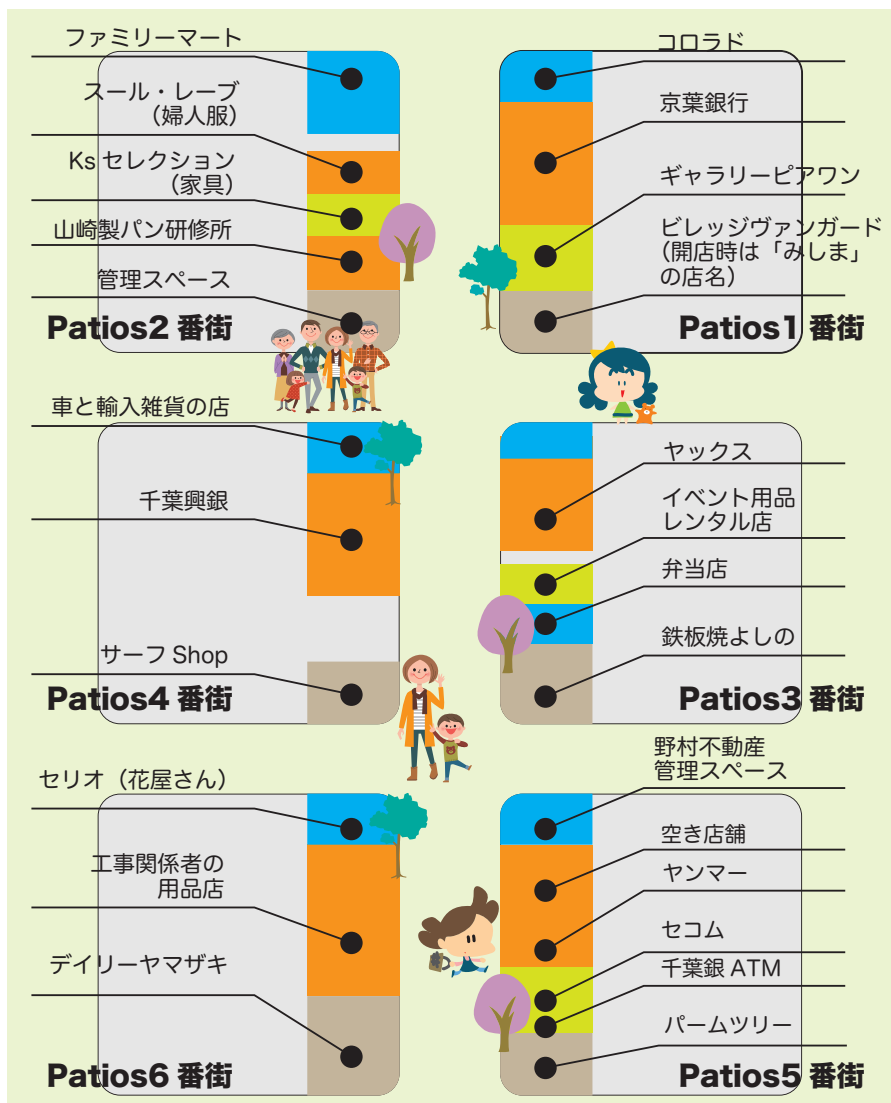 ファミリーマート
スール・レーブ
（婦人服）
Ks セレクション
（家具）
山崎製パン研修所
管理スペース
Patios2 番街
コロラド
京葉銀行
ギャラリーピアワン
ビレッジヴァンガード
（開店時は「みしま」
の店名）
Patios1 番街
車と輸入雑貨の店
千葉興銀
サーフ Shop
Patios4 番街
ヤックス
イベント用品
レンタル店
弁当店
鉄板焼よしの
Patios3 番街
セリオ（花屋さん）
工事関係者の
用品店
デイリーヤマザキ
Patios6 番街
野村不動産
管理スペース
空き店舗
ヤンマー
セコム
千葉銀 ATM
パームツリー
Patios5 番街